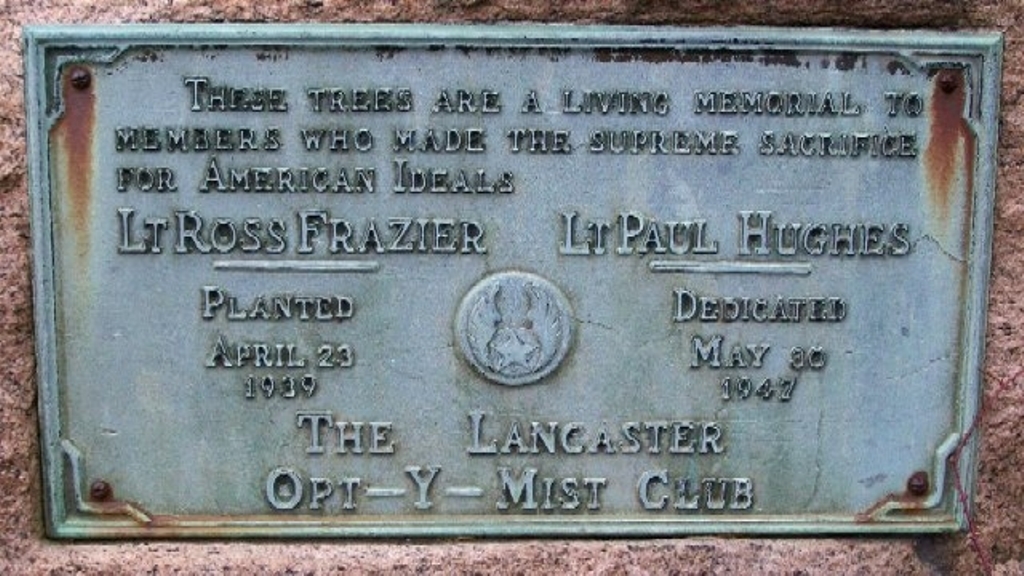 These trees are a living memorial to
members who made the supreme sacrifice
for American Ideals
Lt Ross Frazier Lt Paul Hughes
Planted Dedicated
April 23 May 30
1939 1947
The Lancaster
Opt-Y-Mist Club